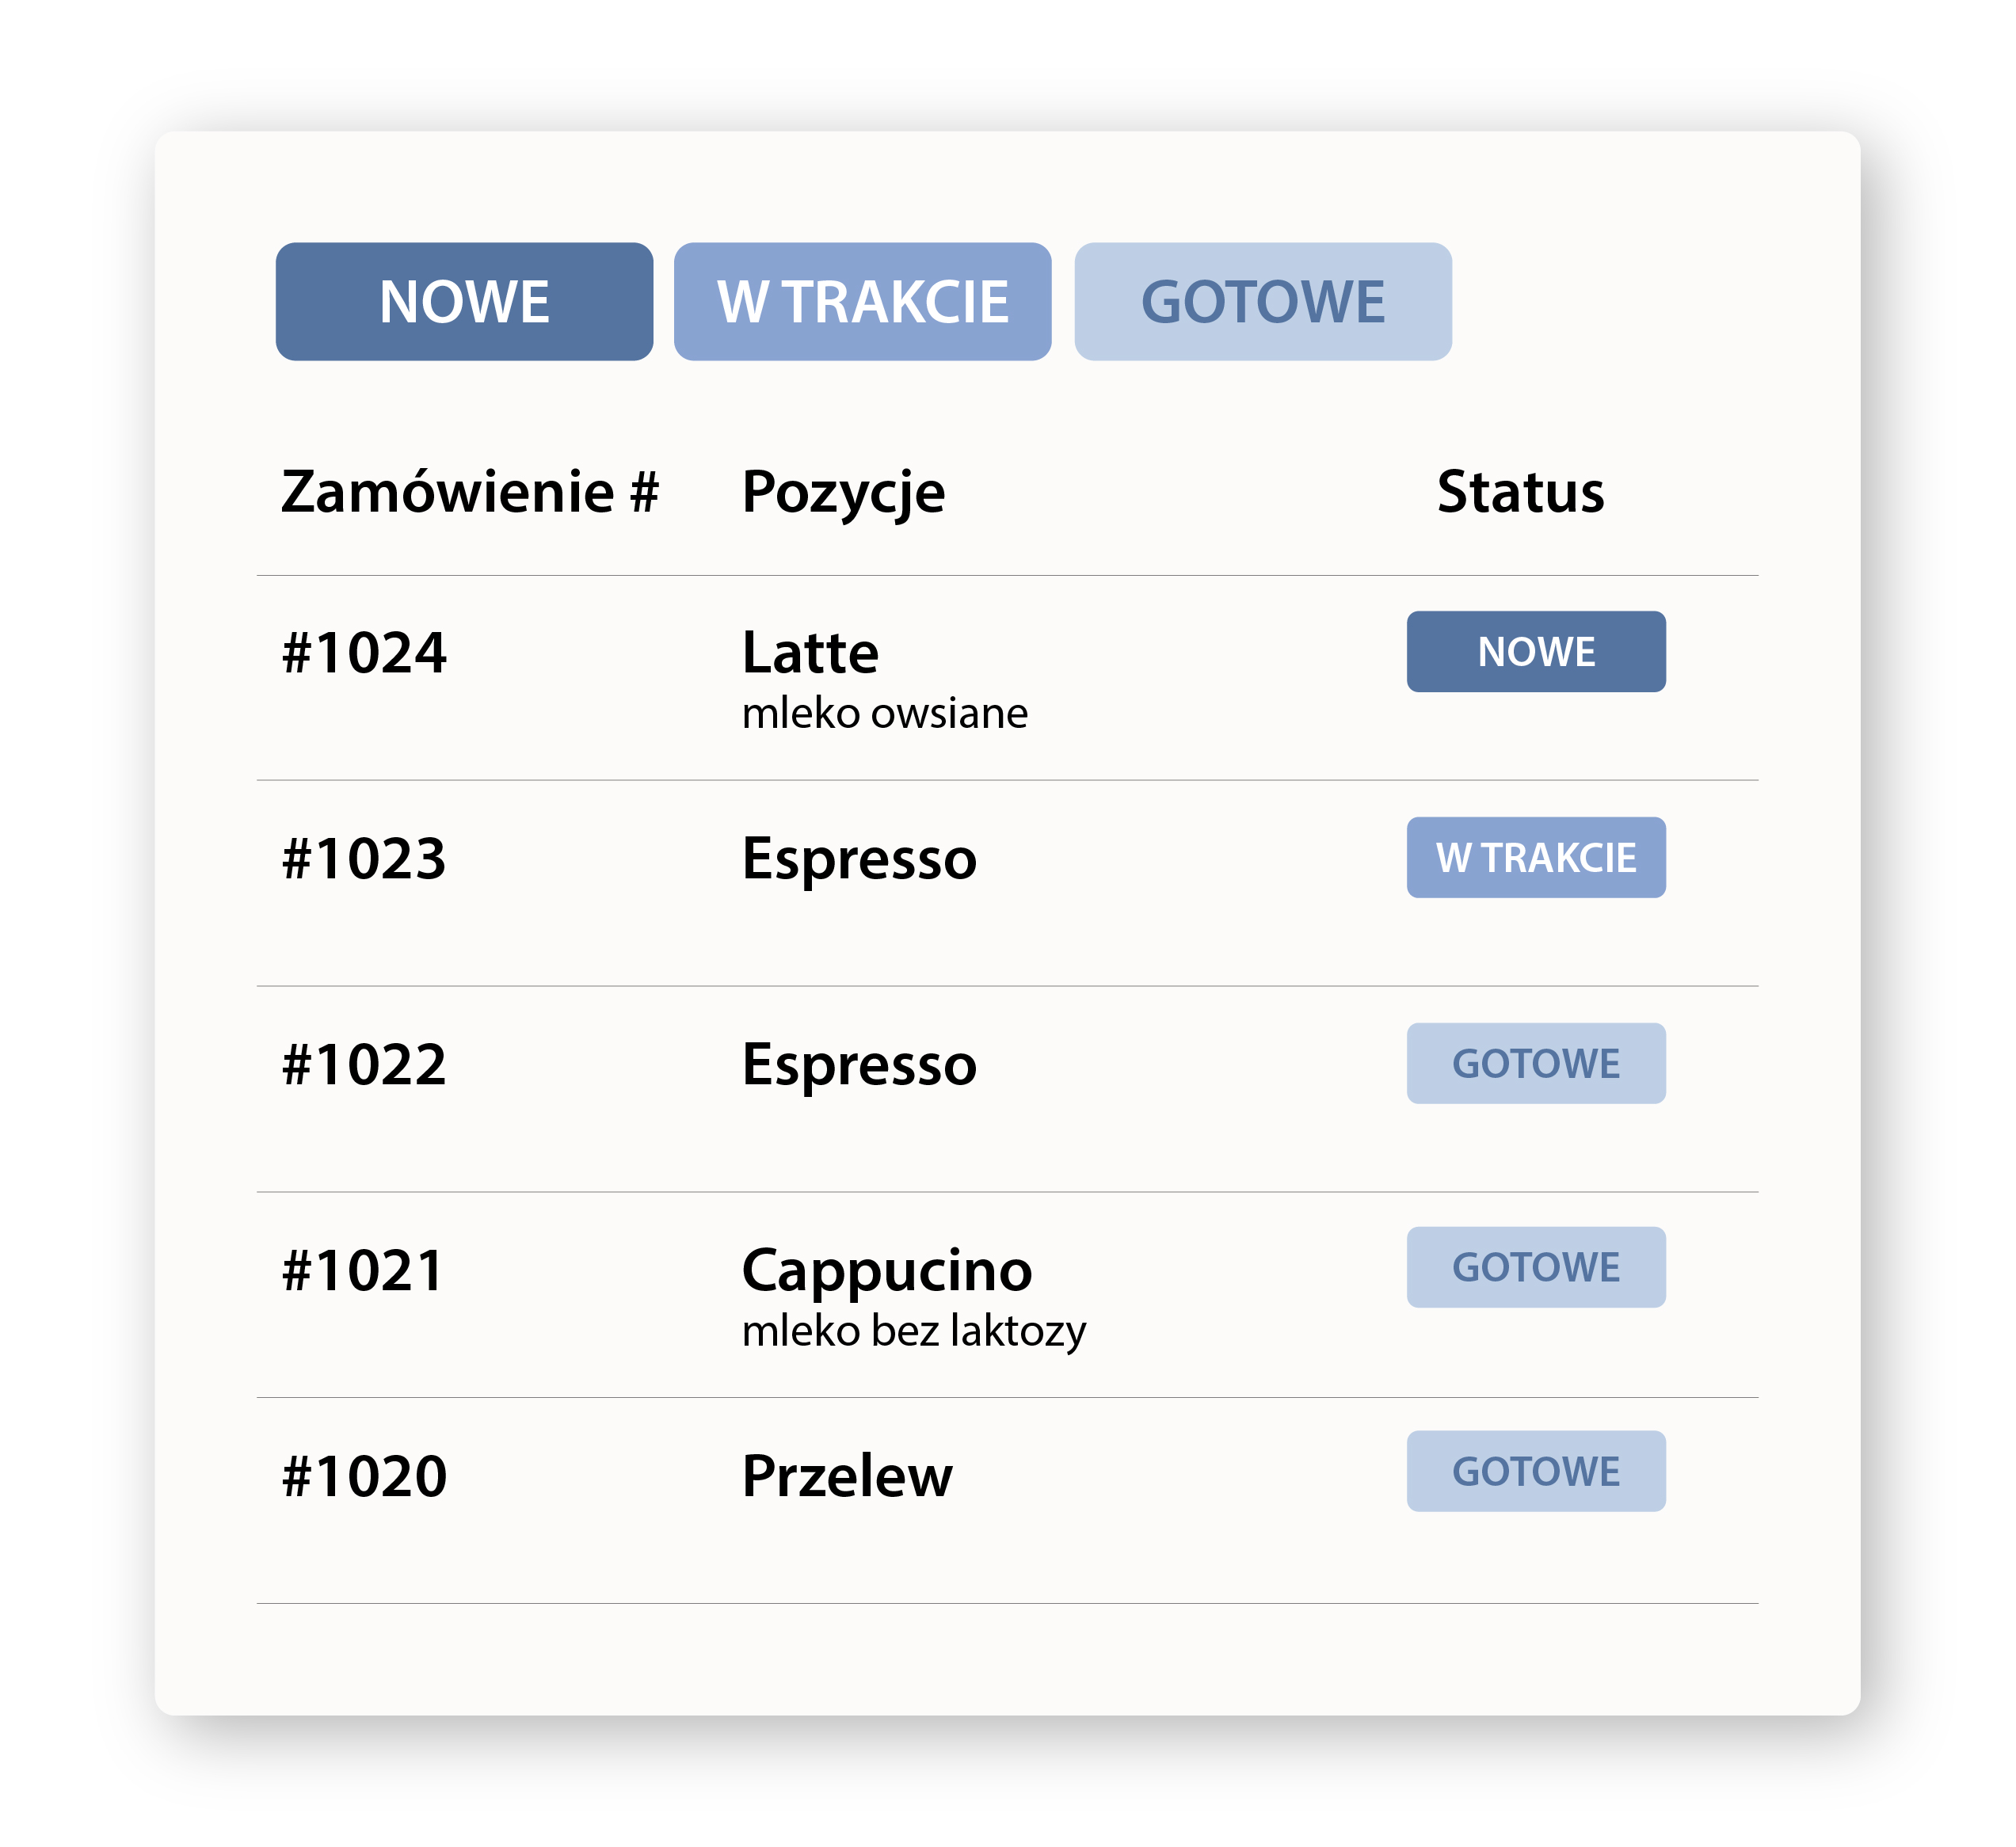 NOWE W TRAKCIE GOTOWE
Zamówienie # Pozycje Status
#1024 Latte NOWE
mleko owsiane
#1023 Espresso W TRAKCIE
#1022 Espresso GOTOWE
#1021 Cappucino GOTOWE
mleko bez laktozy
#1020 Przelew GOTOWE